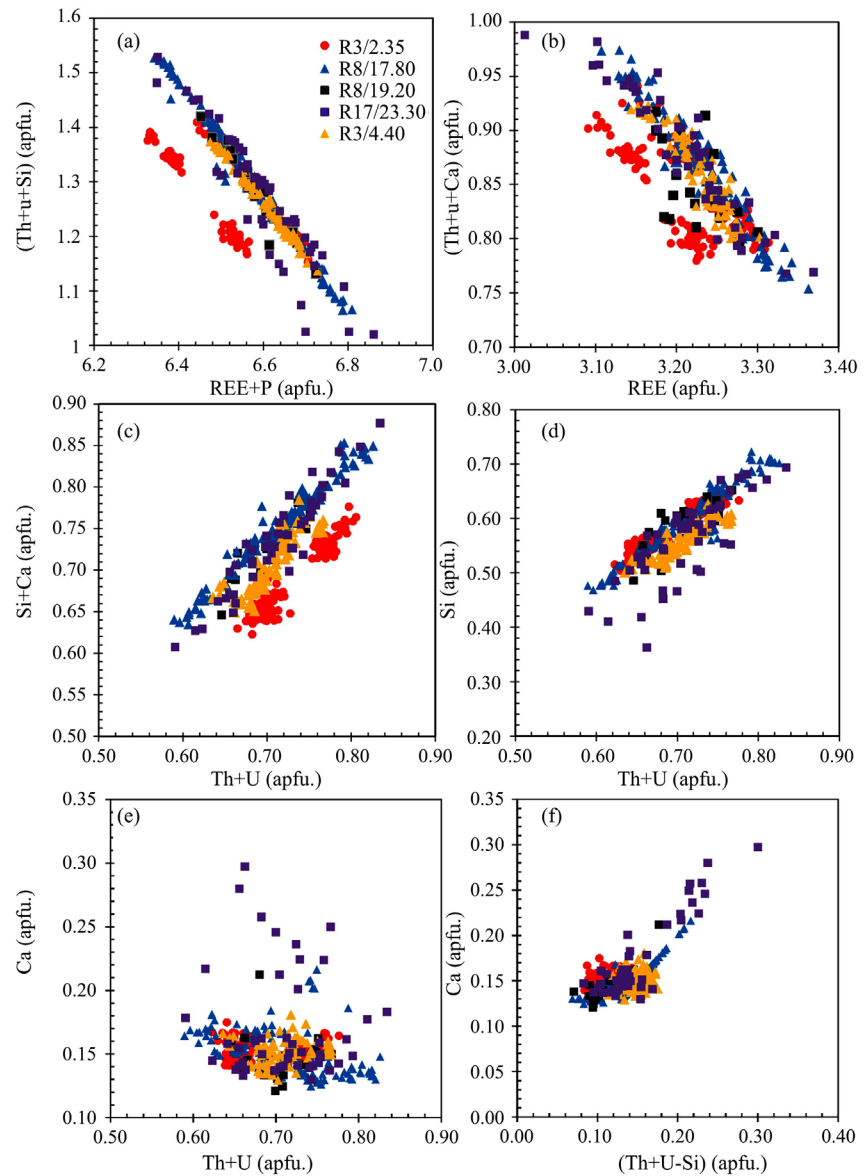 (a)
R3/2.35
R8/17.80
R8/19.20
R17/23.30
R3/4.40
(Th+u+Si) (apfu.)
1.6
1.5
1.4
1.3
1.2
1.1
1
6.2 6.4 6.6 6.8 7.0
REE+P (apfu.)
(b)
(Th+u+Ca) (apfu.)
1.00
0.95
0.90
0.85
0.80
0.75
0.70
3.00 3.10 3.20 3.30 3.40
REE (apfu.)
(c)
Si+Ca (apfu.)
0.90
0.85
0.80
0.75
0.70
0.65
0.60
0.55
0.50
0.50 0.60 0.70 0.80 0.90
Th+U (apfu.)
(d)
Si (apfu.)
0.80
0.70
0.60
0.50
0.40
0.30
0.20
0.50 0.60 0.70 0.80 0.90
Th+U (apfu.)
(e)
Ca (apfu.)
0.35
0.30
0.25
0.20
0.15
0.10
0.50 0.60 0.70 0.80 0.90
Th+U (apfu.)
(f)
Ca (apfu.)
0.35
0.30
0.25
0.20
0.15
0.10
0.05
0.00
0.00 0.10 0.20 0.30 0.40
(Th+U-Si) (apfu.)